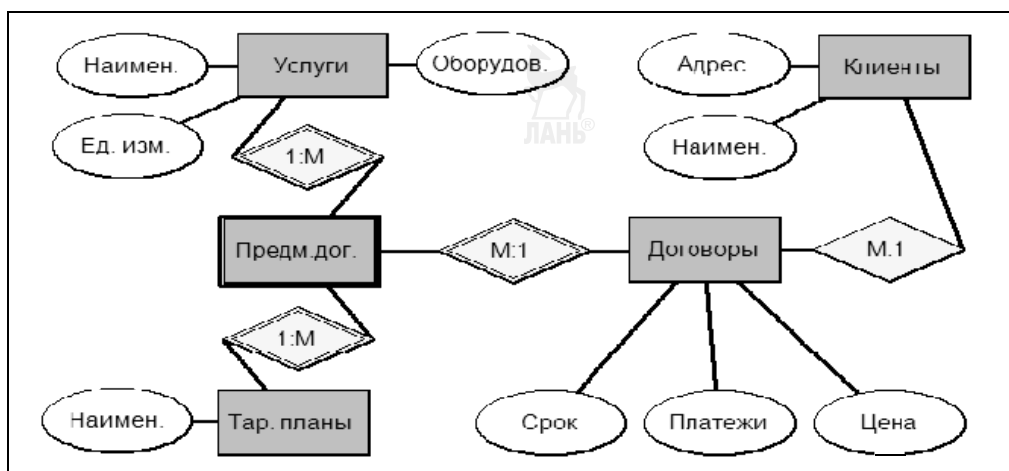 Наимен.
Услуги
Оборудов.
Адрес
Клиенты
ЛАНЬ®
Ед. изм.
1:М
Наимен.
Предм.дог.
М:1
Договоры
М.1
1:М
Наимен.
Тар. планы
Срок
Платежи
Цена